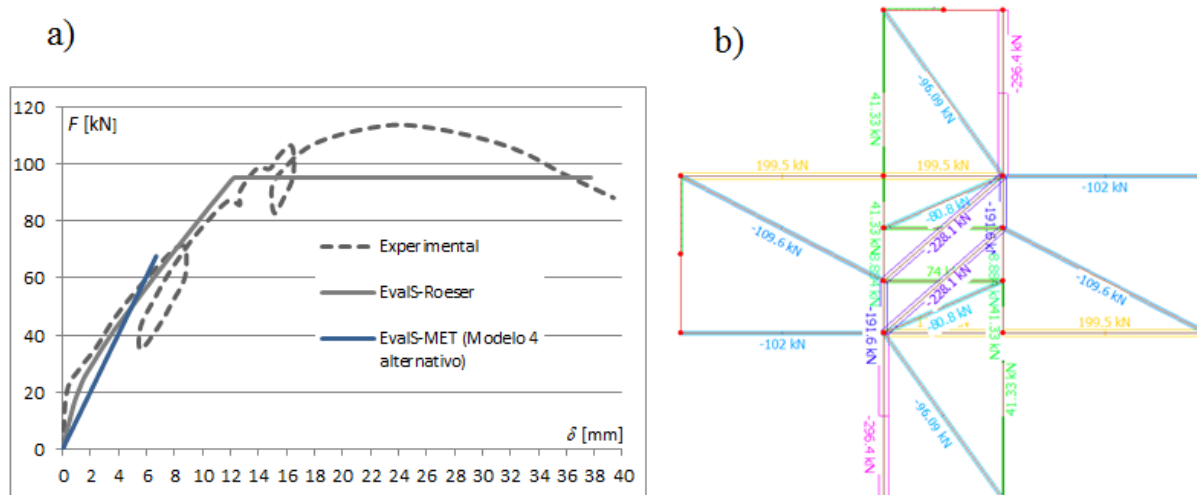 a)
F [kN]
120
100
80
60
40
20
0
0 2 4 6 8 10 12 14 16 18 20 22 24 26 28 30 32 34 36 38 40
δ [mm]
Experimental
EvalS-Roeser
EvalS-MET (Modelo 4
alternativo)
b)
-296.4 kN
-96.09 kN
41.33 kN
199.5 kN
199.5 kN
-102 kN
-80.8 kN
-191.6 kN
-109.6 kN
41.33 kN
-228.1 kN
74 kN
-228.1 kN
-109.6 kN
-80.8 kN
41.33 kN
-102 kN
-191.6 kN
199.5 kN
41.33 kN
-96.09 kN
-296.4 kN